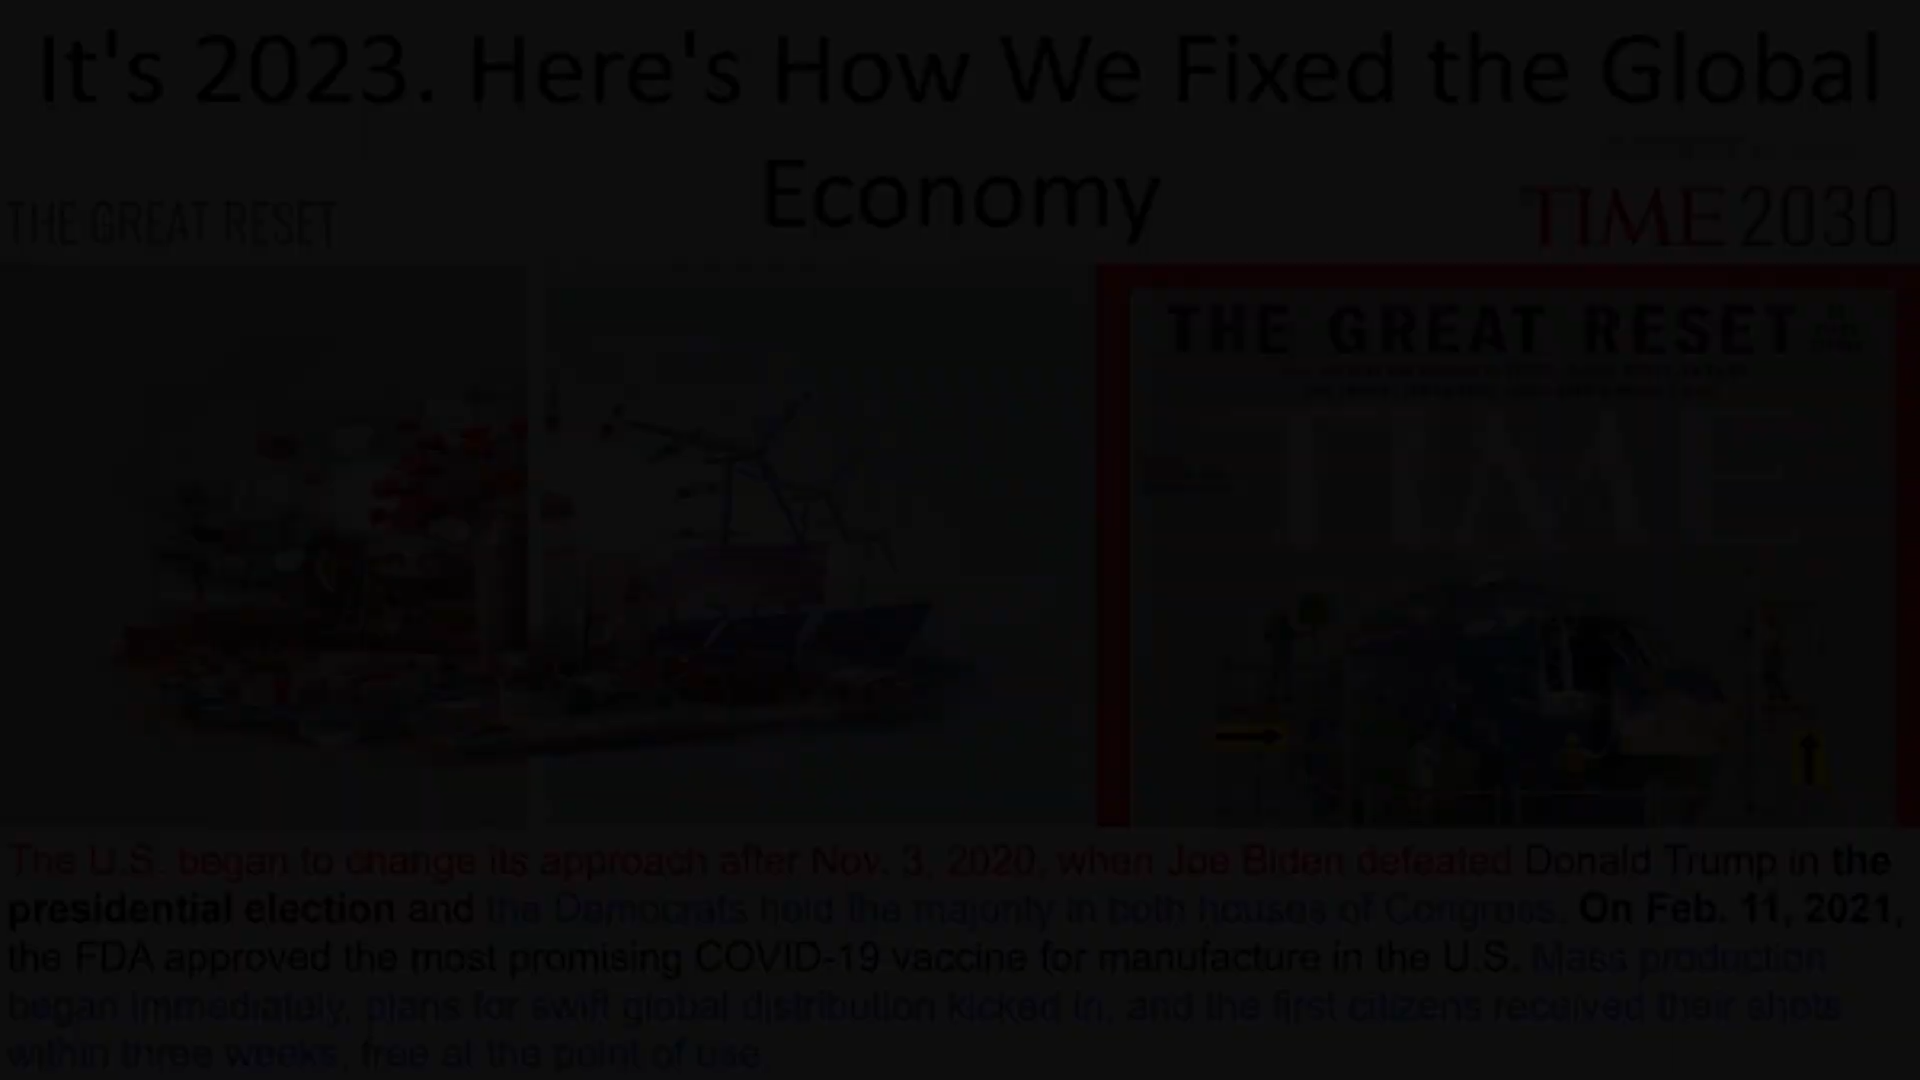 It's 2023. Here's How We Fixed the Global
Economy
THE GREAT RESET
TIME 2030
THE GREAT RESET
TIME
The U.S. began to change its approach after Nov. 3, 2020, when Joe Biden defeated Donald Trump in the
presidential election and the Democrats held the majority in both houses of Congress. On Feb. 11, 2021,
the FDA approved the most promising COVID-19 vaccine for manufacture in the U.S. Mass production
began immediately, plans for swift global distribution kicked in, and the first citizens received their shots
within three weeks, free at the point of use.